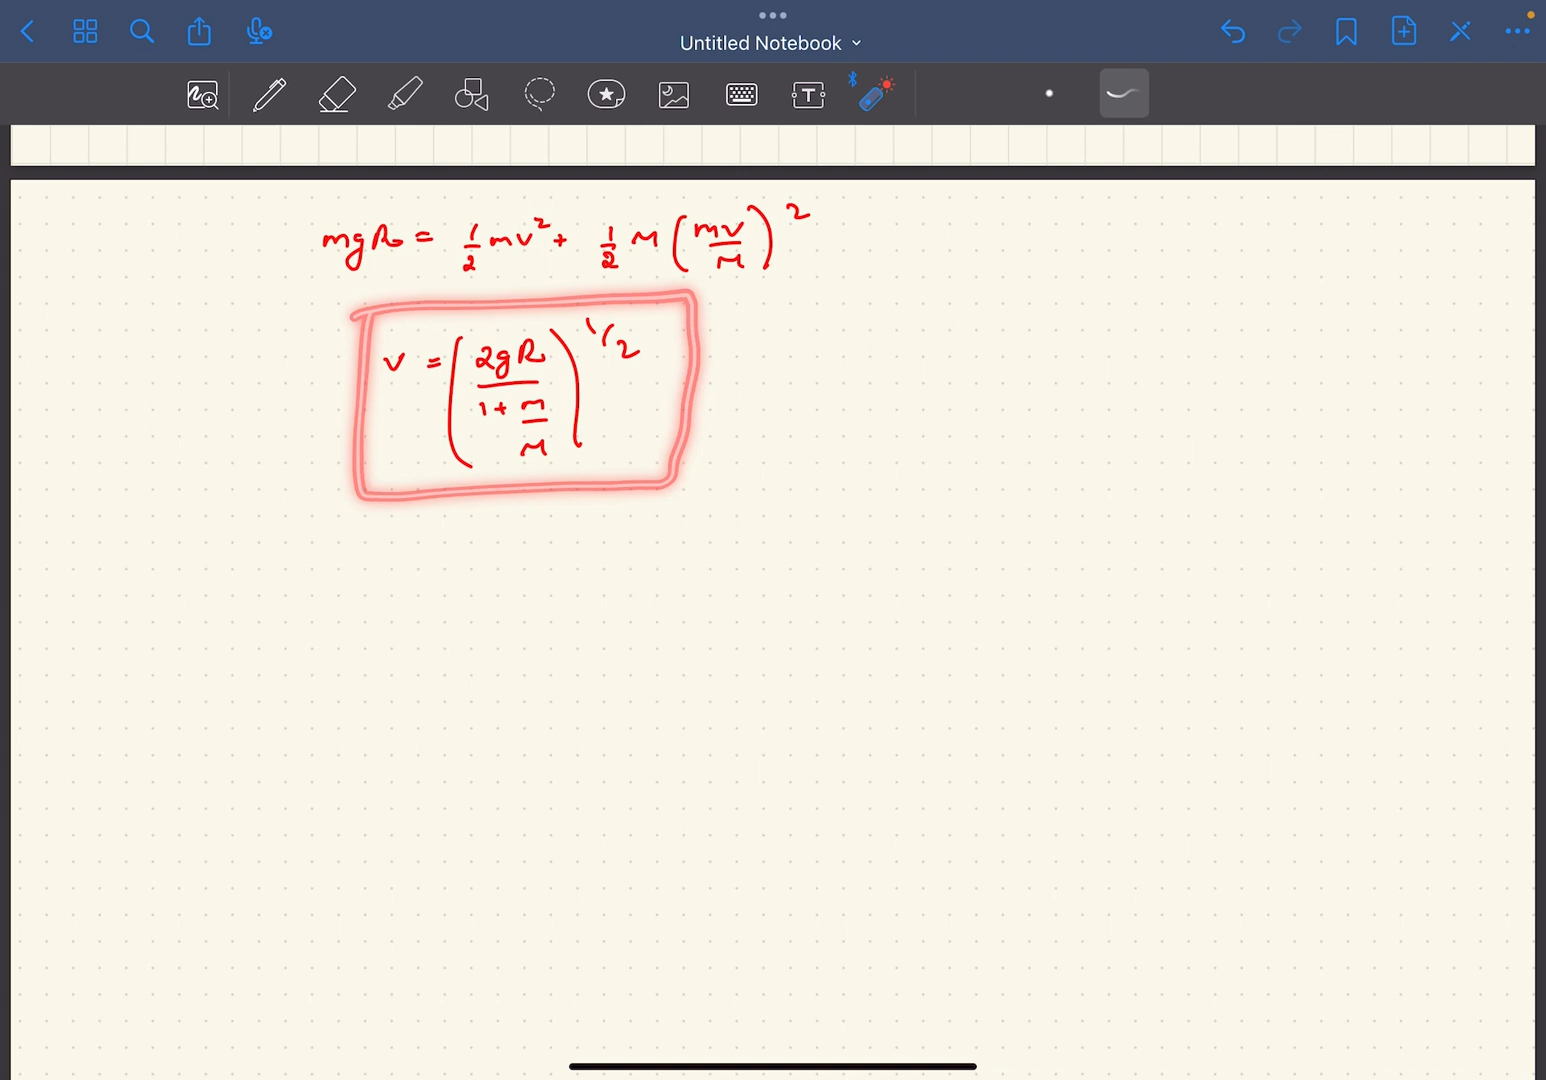 Untitled Notebook
mgR = 1/2 mv² + 1/2 M (mv/M)²
v = (2gR / (1 + m/M))^1/2